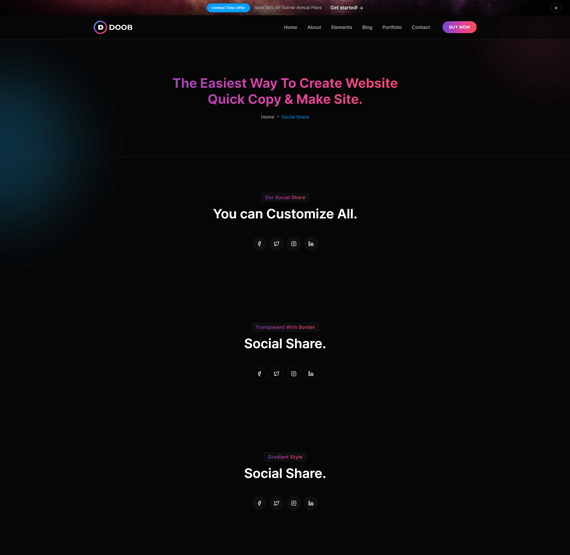 Limited Time Offer Save 50% off Starter Annual Plans Get started!
DOOB
Home About Elements Blog Portfolio Contact BUY NOW
The Easiest Way To Create Website
Quick Copy & Make Site.
Home Social Share
Our Social Share
You can Customize All.
Transparent With Border
Social Share.
Gradient Style
Social Share.